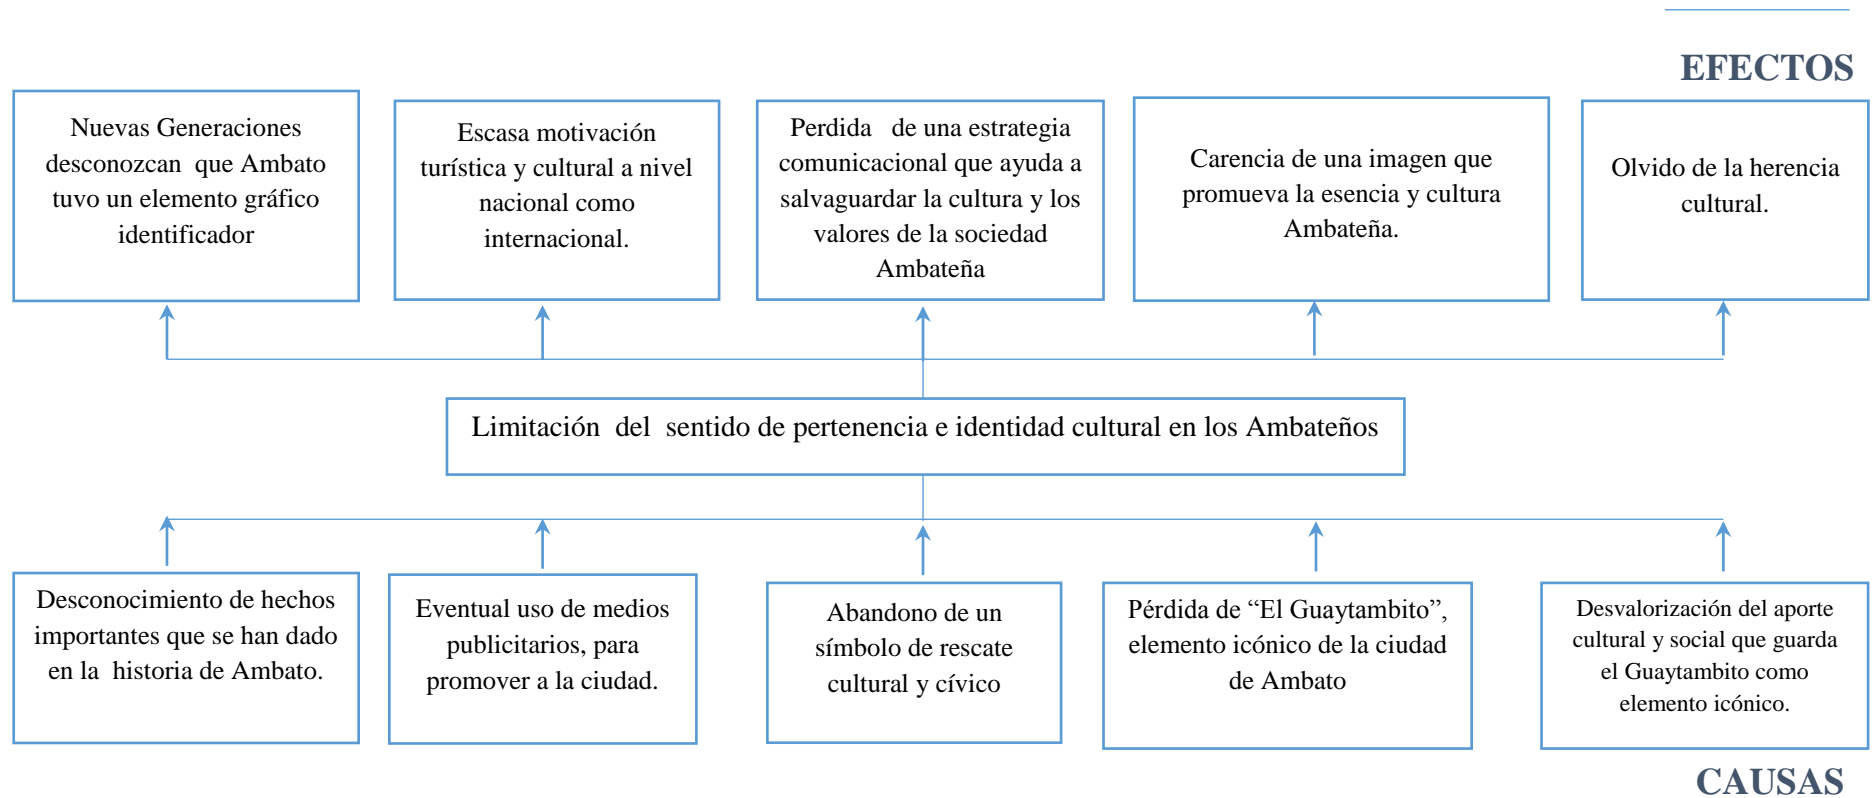 EFECTOS
Nuevas Generaciones
desconozcan que Ambato
tuvo un elemento gráfico
identificador
Escasa motivación
turística y cultural a nivel
nacional como
internacional.
Perdida de una estrategia
comunicacional que ayuda a
salvaguardar la cultura y los
valores de la sociedad
Ambateña
Carencia de una imagen que
promueva la esencia y cultura
Ambateña.
Olvido de la herencia
cultural.
Limitación del sentido de pertenencia e identidad cultural en los Ambateños
Desconocimiento de hechos
importantes que se han dado
en la historia de Ambato.
Eventual uso de medios
publicitarios, para
promover a la ciudad.
Abandono de un
símbolo de rescate
cultural y cívico
Pérdida de “El Guaytambito”,
elemento icónico de la ciudad
de Ambato
Desvalorización del aporte
cultural y social que guarda
el Guaytambito como
elemento icónico.
CAUSAS